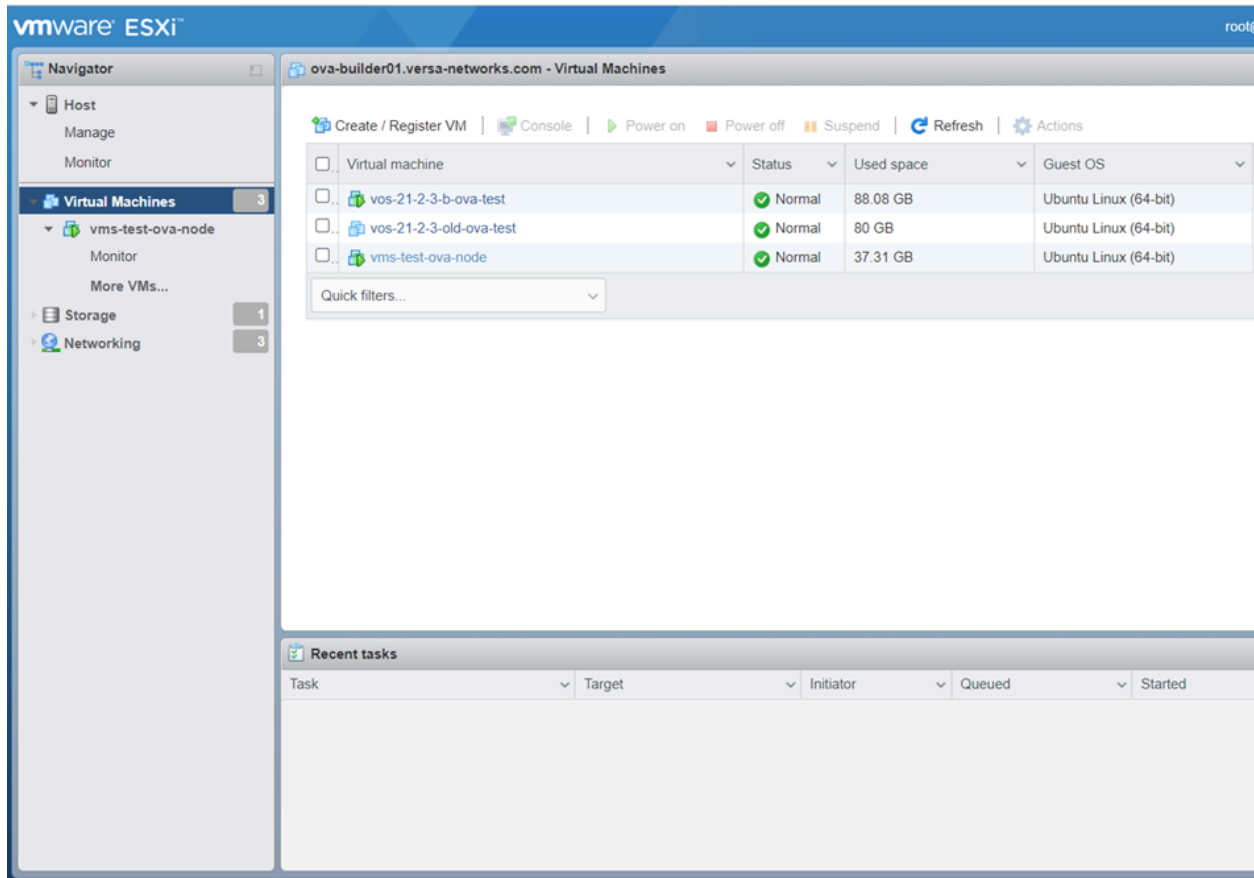 vmware ESXi™
root@
Navigator
Host
Manage
Monitor
Virtual Machines 3
vms-test-ova-node
Monitor
More VMs...
Storage 1
Networking 3
ova-builder01.versa-networks.com - Virtual Machines
Create / Register VM | Console | Power on Power off Suspend | Refresh | Actions
Virtual machine Status Used space Guest OS
vos-21-2-3-b-ova-test Normal 88.08 GB Ubuntu Linux (64-bit)
vos-21-2-3-old-ova-test Normal 80 GB Ubuntu Linux (64-bit)
vms-test-ova-node Normal 37.31 GB Ubuntu Linux (64-bit)
Quick filters...
Recent tasks
Task Target Initiator Queued Started